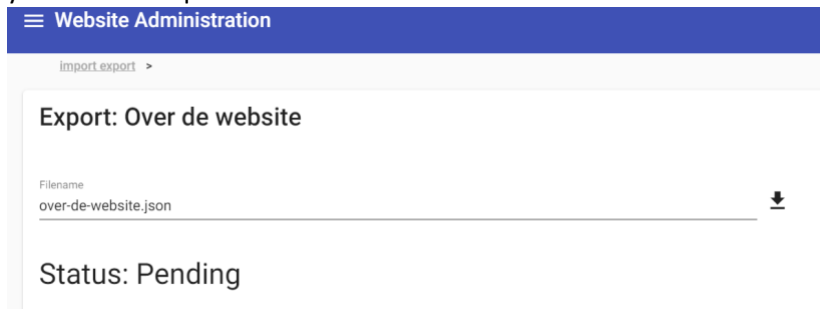 Website Administration
import export >
Export: Over de website
Filename
over-de-website.json
Status: Pending